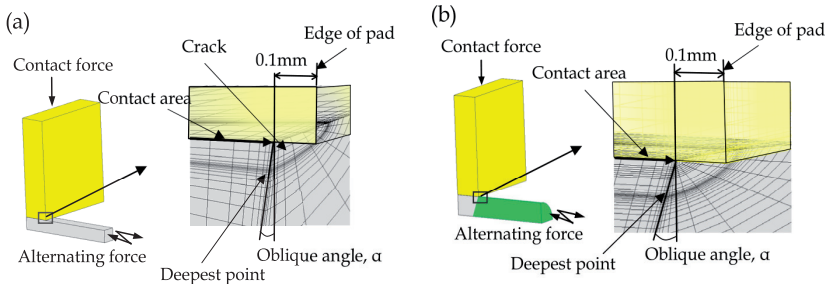 (a)
Contact force
Crack
Edge of pad
0.1mm
Contact area
Alternating force
Oblique angle, α
Deepest point
(b)
Contact force
Edge of pad
0.1mm
Contact area
Alternating force
Oblique angle, α
Deepest point